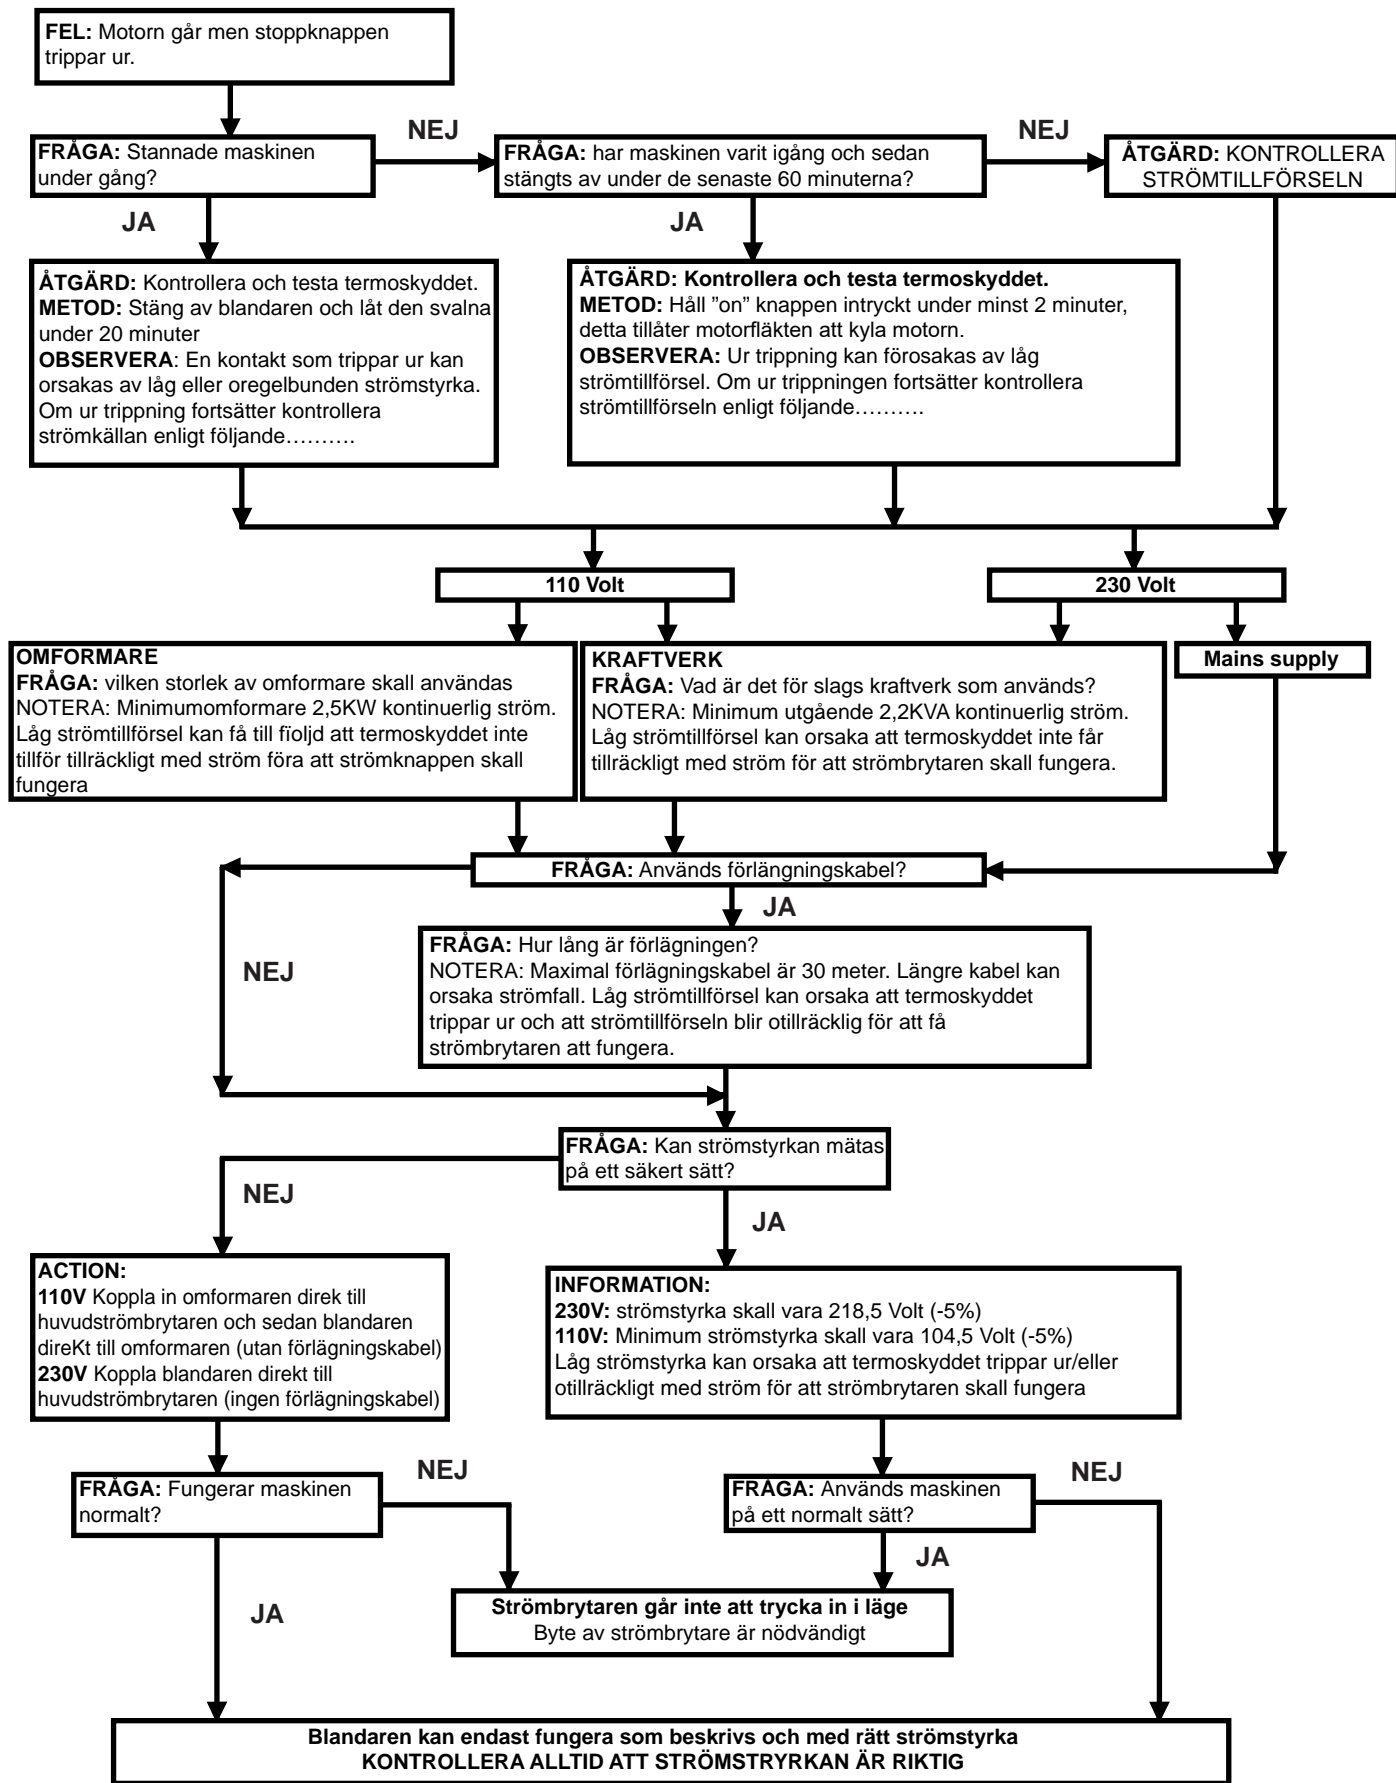 FEL: Motorn går men stoppknappen
trippar ur.
NEJ
NEJ
FRÅGA: Stannade maskinen
under gång?
FRÅGA: har maskinen varit igång och sedan
stängts av under de senaste 60 minuterna?
ÅTGÄRD: KONTROLLERA
STRÖMTILLFÖRSELN
JA
JA
ÅTGÄRD: Kontrollera och testa termoskyddet.
METOD: Stäng av blandaren och låt den svalna
under 20 minuter
OBSERVERA: En kontakt som trippar ur kan
orsakas av låg eller oregelbunden strömstyrka.
Om ur trippning fortsätter kontrollera
strömkällan enligt följande……….
ÅTGÄRD: Kontrollera och testa termoskyddet.
METOD: Håll ”on” knappen intryckt under minst 2 minuter,
detta tillåter motorfläkten att kyla motorn.
OBSERVERA: Ur trippning kan förosakas av låg
strömtillförsel. Om ur trippningen fortsätter kontrollera
strömtillförseln enligt följande……….
110 Volt
230 Volt
OMFORMARE
FRÅGA: vilken storlek av omformare skall användas
NOTERA: Minimumomformare 2,5KW kontinuerlig ström.
Låg strömtillförsel kan få till fïoljd att termoskyddet inte
tillför tillräckligt med ström föra att strömknappen skall
fungera
KRAFTVERK
FRÅGA: Vad är det för slags kraftverk som används?
NOTERA: Minimum utgående 2,2KVA kontinuerlig ström.
Låg strömtillförsel kan orsaka att termoskyddet inte får
tillräckligt med ström för att strömbrytaren skall fungera.
Mains supply
FRÅGA: Används förlängningskabel?
JA
NEJ
FRÅGA: Hur lång är förlägningen?
NOTERA: Maximal förlägningskabel är 30 meter. Längre kabel kan
orsaka strömfall. Låg strömtillförsel kan orsaka att termoskyddet
trippar ur och att strömtillförseln blir otillräcklig för att få
strömbrytaren att fungera.
FRÅGA: Kan strömstyrkan mätas
på ett säkert sätt?
NEJ
JA
ACTION:
110V Koppla in omformaren direk till
huvudströmbrytaren och sedan blandaren
direKt till omformaren (utan förlägningskabel)
230V Koppla blandaren direkt till
huvudströmbrytaren (ingen förlägningskabel)
INFORMATION:
230V: strömstyrka skall vara 218,5 Volt (-5%)
110V: Minimum strömstyrka skall vara 104,5 Volt (-5%)
Låg strömstyrka kan orsaka att termoskyddet trippar ur/eller
otillräckligt med ström för att strömbrytaren skall fungera
FRÅGA: Fungerar maskinen
normalt?
NEJ
FRÅGA: Används maskinen
på ett normalt sätt?
NEJ
JA
JA
Strömbrytaren går inte att trycka in i läge
Byte av strömbrytare är nödvändigt
Blandaren kan endast fungera som beskrivs och med rätt strömstyrka
KONTROLLERA ALLTID ATT STRÖMSTRYRKAN ÄR RIKTIG